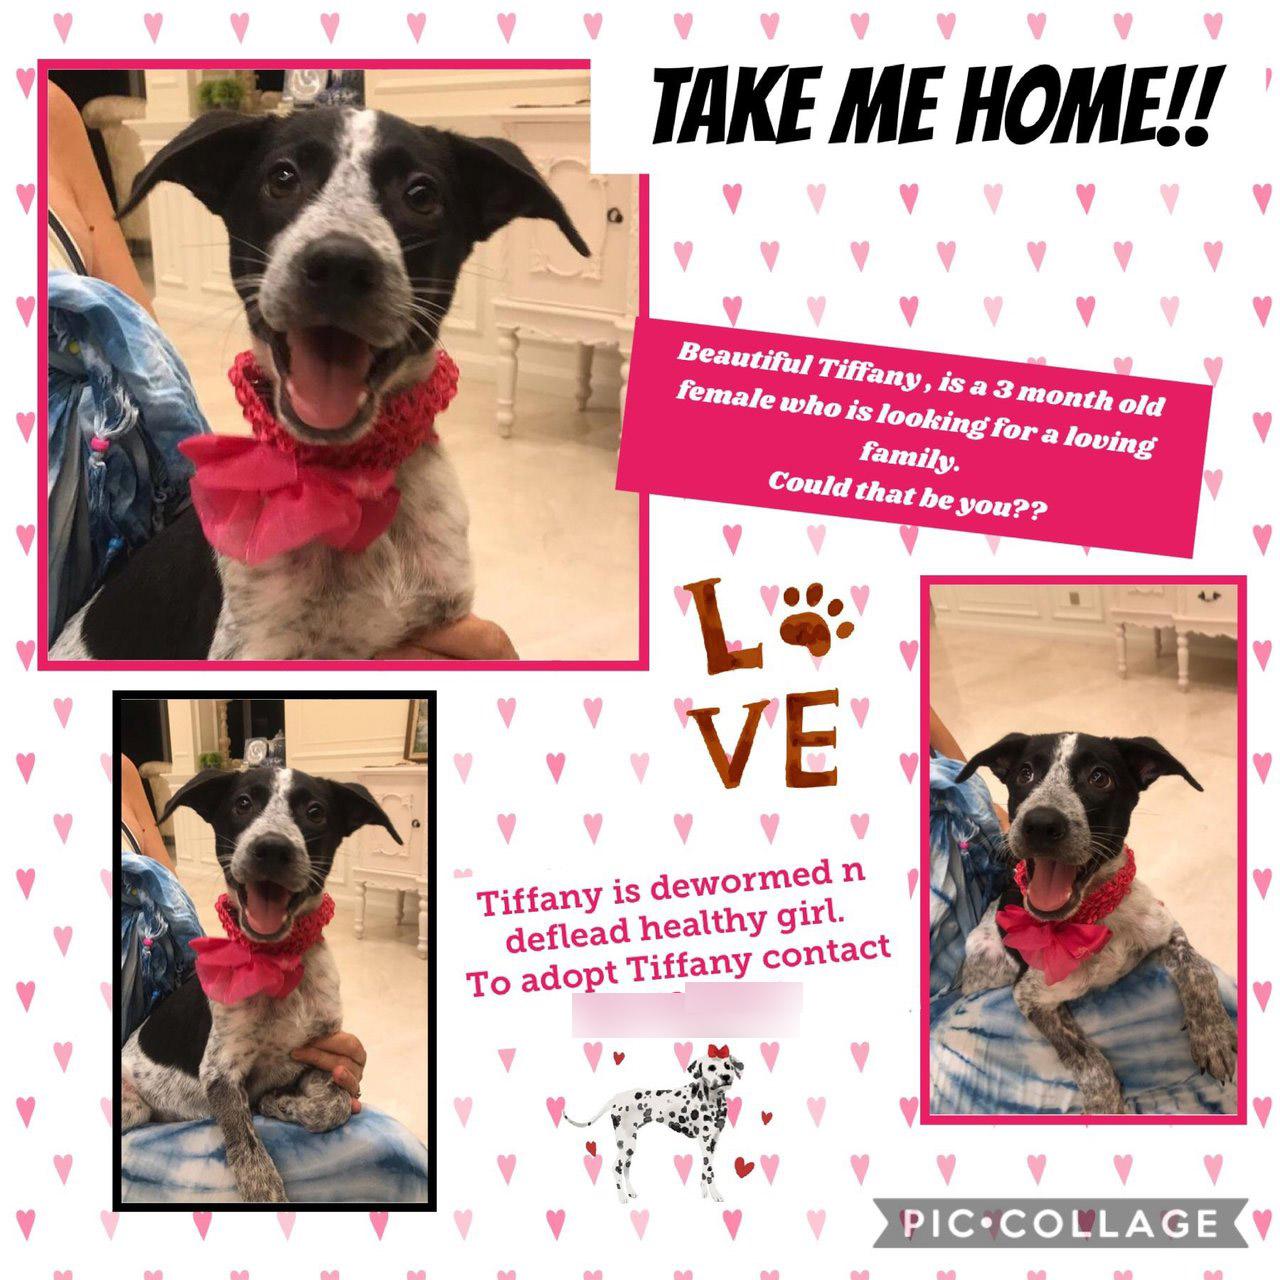 TAKE ME HOME!!
Beautiful Tiffany, is a 3 month old
female who is looking for a loving
family.
Could that be you??
LOVE
Tiffany is dewormed n
deflead healthy girl.
To adopt Tiffany contact
PIC•COLLAGE